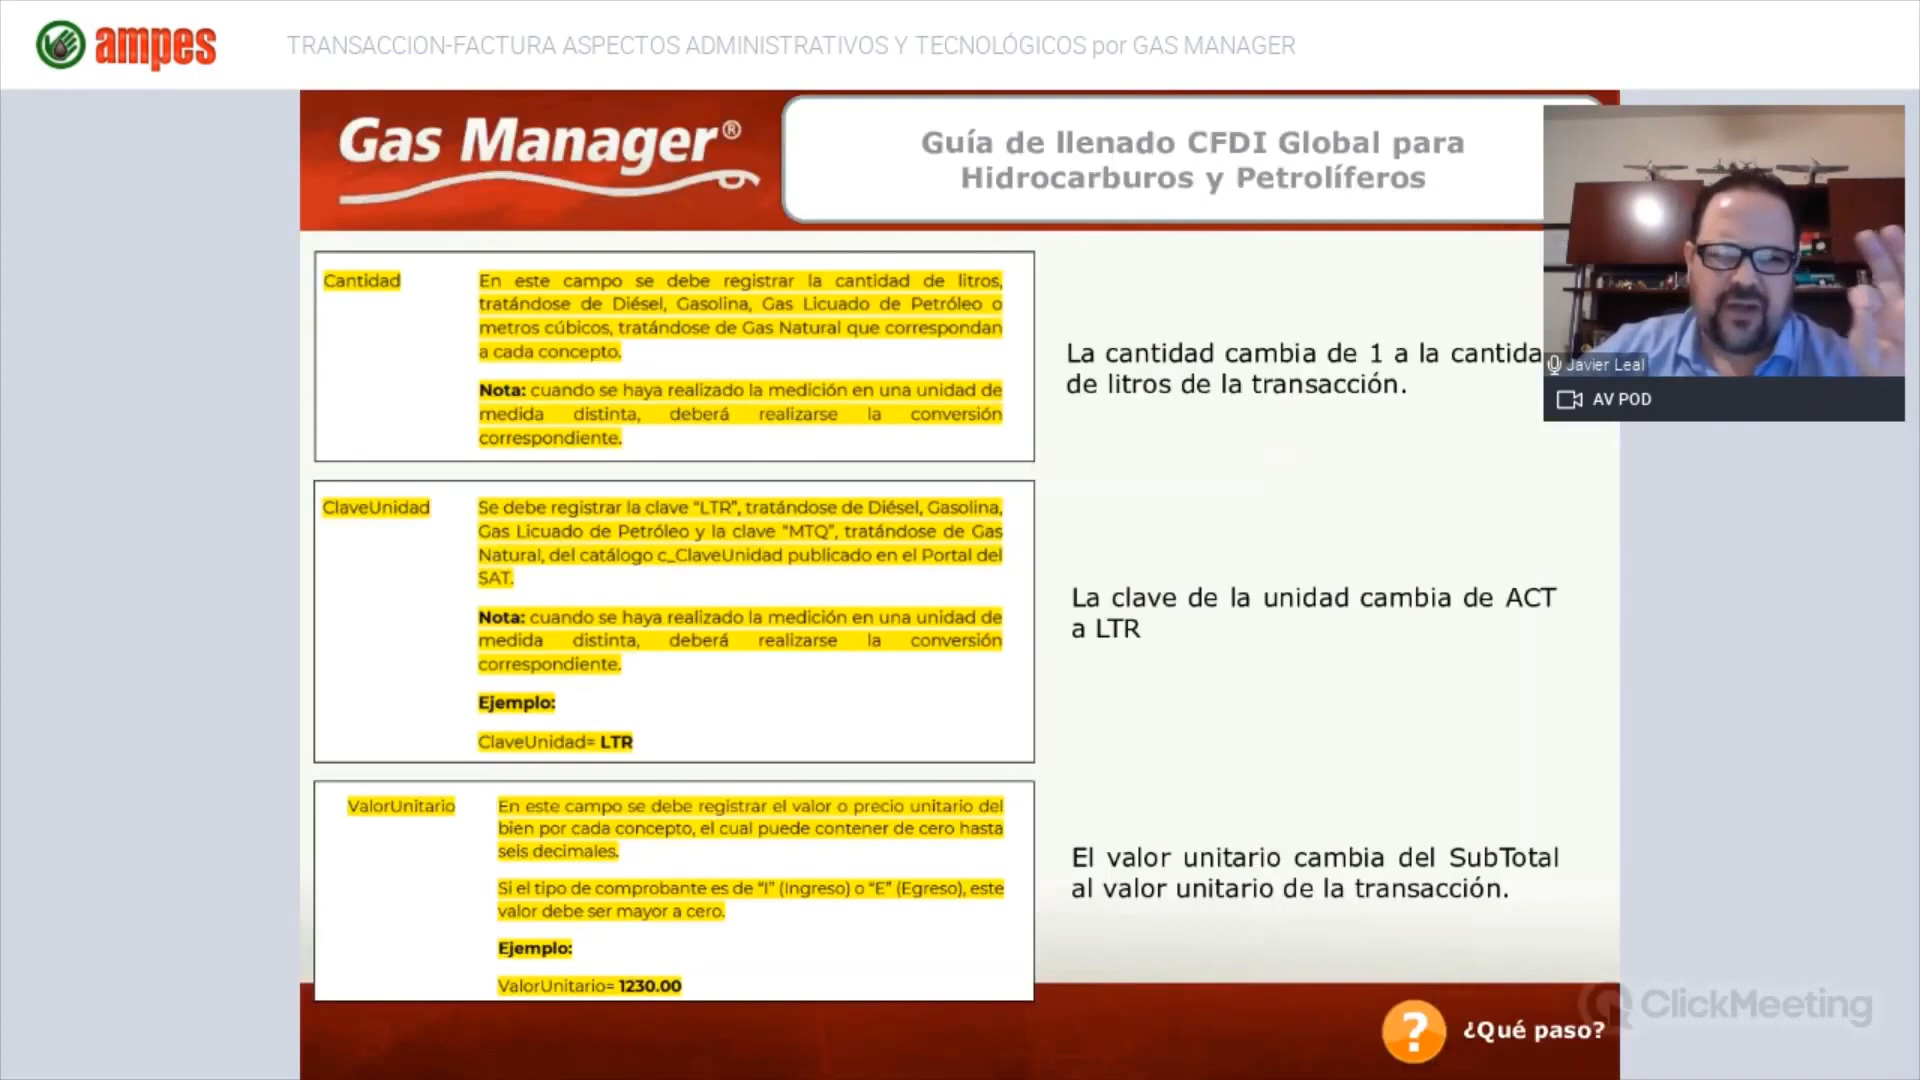 ampes
TRANSACCION-FACTURA ASPECTOS ADMINISTRATIVOS Y TECNOLÓGICOS por GAS MANAGER
Gas Manager®
Guía de llenado CFDI Global para
Hidrocarburos y Petrolíferos
Cantidad
En este campo se debe registrar la cantidad de litros,
tratándose de Diésel, Gasolina, Gas Licuado de Petróleo o
metros cúbicos, tratándose de Gas Natural que correspondan
a cada concepto.
Nota: cuando se haya realizado la medición en una unidad de
medida distinta, deberá realizarse la conversión
correspondiente.
La cantidad cambia de 1 a la cantida
de litros de la transacción.
Javier Leal
AV POD
ClaveUnidad
Se debe registrar la clave “LTR”, tratándose de Diésel, Gasolina,
Gas Licuado de Petróleo y la clave “MTQ”, tratándose de Gas
Natural, del catálogo c_ClaveUnidad publicado en el Portal del
SAT.
Nota: cuando se haya realizado la medición en una unidad de
medida distinta, deberá realizarse la conversión
correspondiente.
Ejemplo:
ClaveUnidad= LTR
La clave de la unidad cambia de ACT
a LTR
ValorUnitario
En este campo se debe registrar el valor o precio unitario del
bien por cada concepto, el cual puede contener de cero hasta
seis decimales.
Si el tipo de comprobante es de “I” (Ingreso) o “E” (Egreso), este
valor debe ser mayor a cero.
Ejemplo:
ValorUnitario= 1230.00
El valor unitario cambia del SubTotal
al valor unitario de la transacción.
?
¿Qué paso?
ClickMeeting